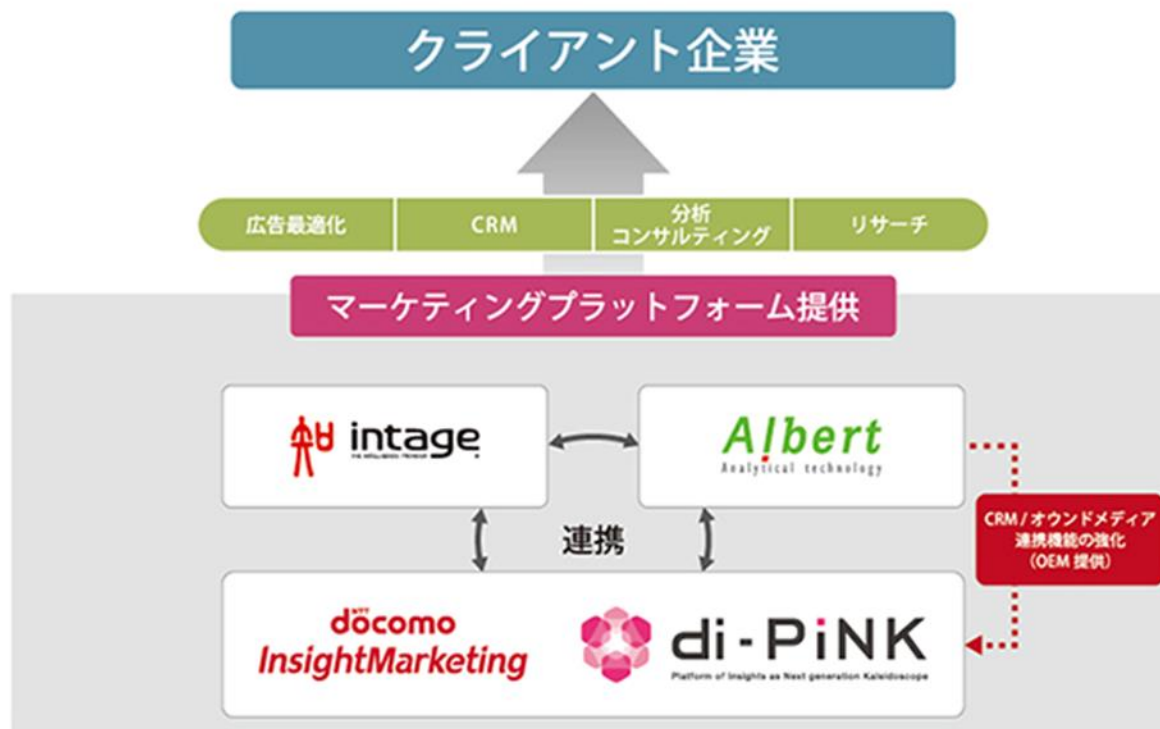 クライアント企業
広告最適化
CRM
分析
コンサルティング
リサーチ
マーケティングプラットフォーム提供
intage
Albert
Analytical technology
連携
CRM / オウンドメディア
連携機能の強化
（OEM 提供）
NTT
docomo
InsightMarketing
di-PiNK
Platform of Insights as Next generation Kaleidoscope